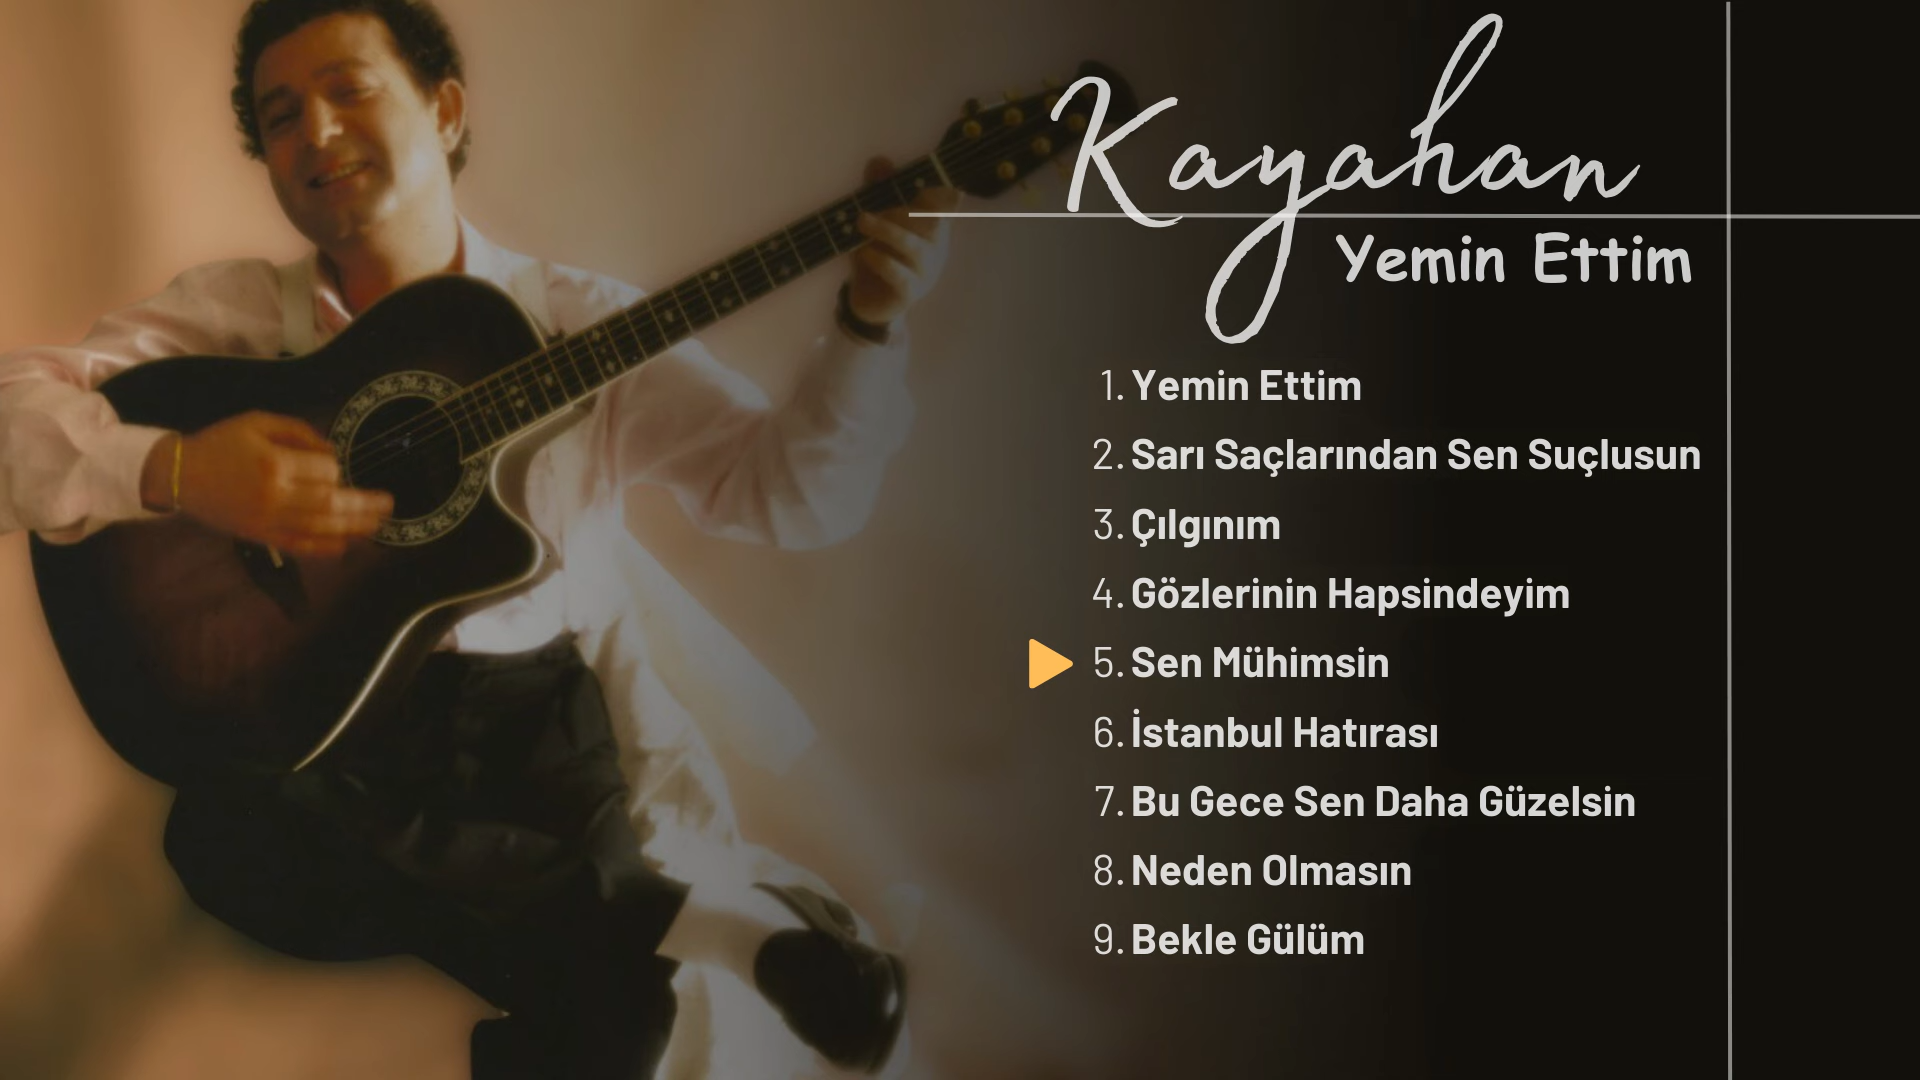 Kayahan
Yemin Ettim
1. Yemin Ettim
2. Sarı Saçlarından Sen Suçlusun
3. Çılgınım
4. Gözlerinin Hapsindeyim
5. Sen Mühimsin
6. İstanbul Hatırası
7. Bu Gece Sen Daha Güzelsin
8. Neden Olmasın
9. Bekle Gülüm